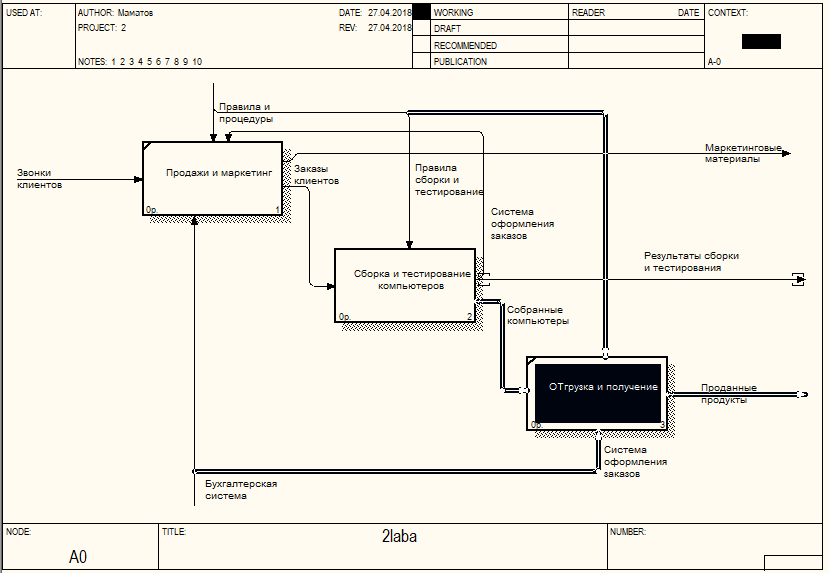 USED AT:
AUTHOR: Маматов
DATE: 27.04.2018
PROJECT: 2
REV: 27.04.2018
NOTES: 1 2 3 4 5 6 7 8 9 10
WORKING
DRAFT
RECOMMENDED
PUBLICATION
READER
DATE
CONTEXT:
A-0
Правила и
процедуры
Звонки
клиентов
Продажи и маркетинг
0р.
1
Заказы
клиентов
Правила
сборки и
тестирование
Маркетинговые
материалы
Система
оформления
заказов
Результаты сборки
и тестирования
Сборка и тестирование
компьютеров
0р.
2
Собранные
компьютеры
ОТгрузка и получение
0р.
3
Проданные
продукты
Система
оформления
заказов
Бухгалтерская
система
NODE:
A0
TITLE:
2laba
NUMBER: